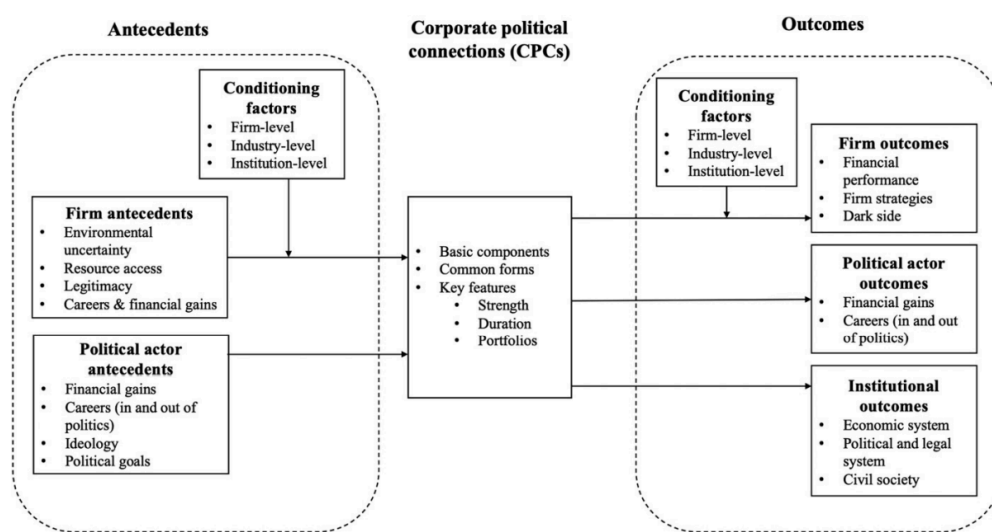 Antecedents
Corporate political
connections (CPCs)
Outcomes
Conditioning
factors
• Firm-level
• Industry-level
• Institution-level
Firm antecedents
• Environmental
uncertainty
• Resource access
• Legitimacy
• Careers & financial gains
Political actor
antecedents
• Financial gains
• Careers (in and out of
politics)
• Ideology
• Political goals
• Basic components
• Common forms
• Key features
• Strength
• Duration
• Portfolios
Conditioning
factors
• Firm-level
• Industry-level
• Institution-level
Firm outcomes
• Financial
performance
• Firm strategies
• Dark side
Political actor
outcomes
• Financial gains
• Careers (in and out
of politics)
Institutional
outcomes
• Economic system
• Political and legal
system
• Civil society